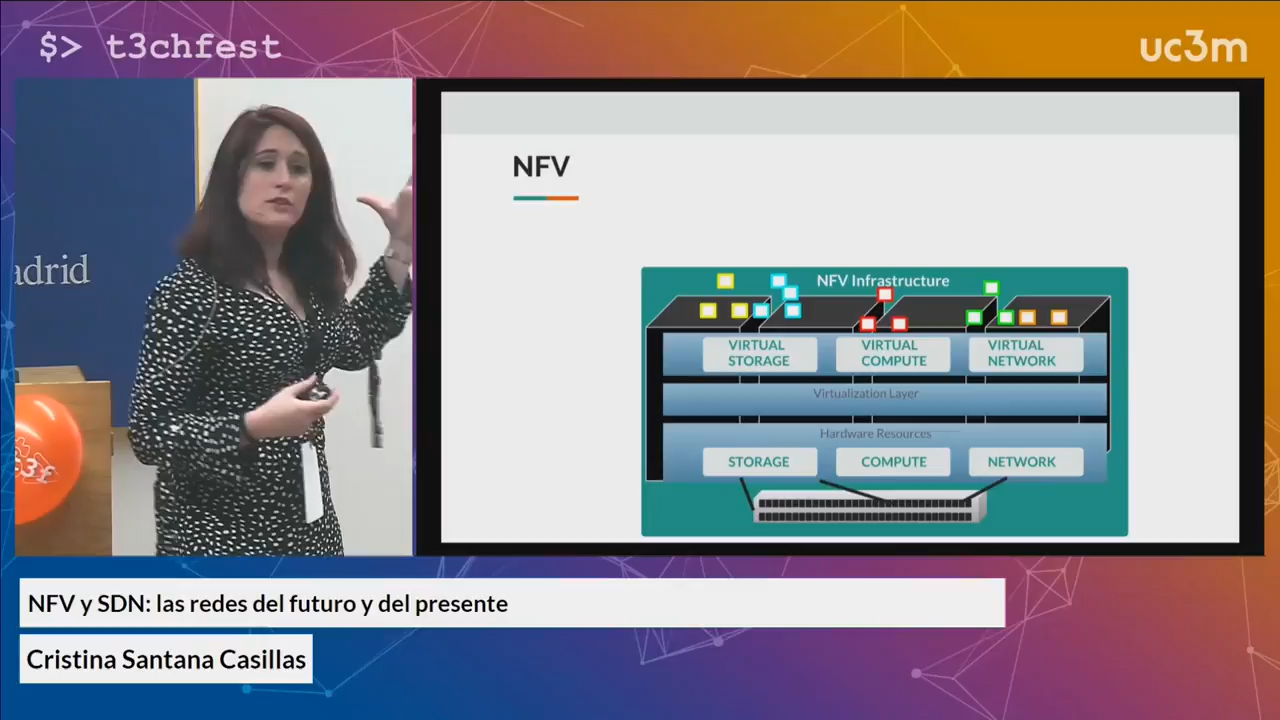 $> t3chfest
uc3m
adrid
NFV
NFV Infrastructure
VIRTUAL
STORAGE
VIRTUAL
COMPUTE
VIRTUAL
NETWORK
Virtualization Layer
Hardware Resources
STORAGE
COMPUTE
NETWORK
NFV y SDN: las redes del futuro y del presente
Cristina Santana Casillas